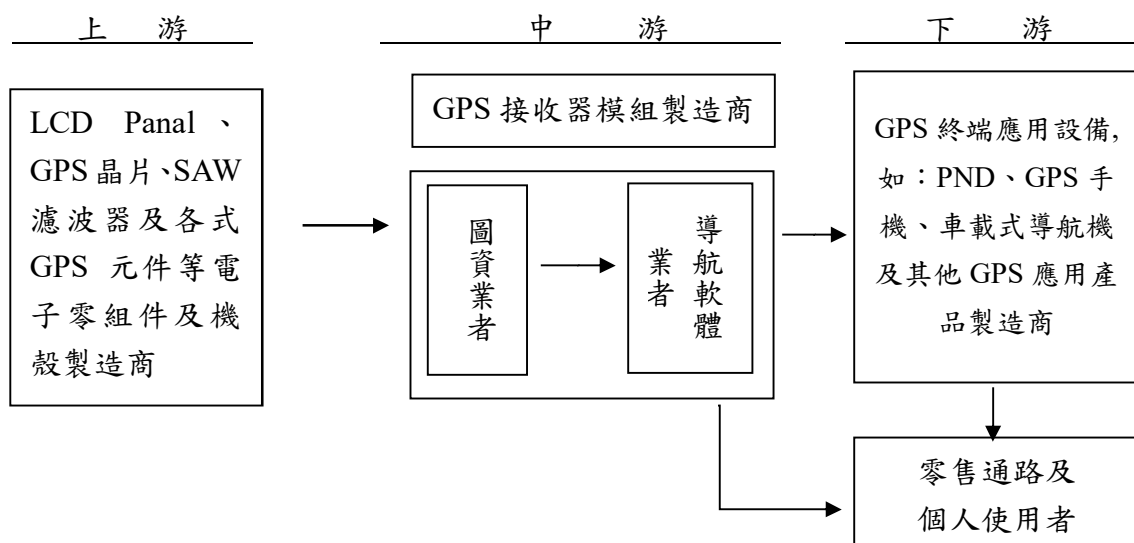 上 游
中 游
下 游
LCD Panal、
GPS 晶片、SAW
濾波器及各式
GPS 元件等電
子零組件及機
殼製造商
GPS 接收器模組製造商
圖資業者
導航軟體
業者
GPS 終端應用設備,
如：PND、GPS 手
機、車載式導航機
及其他 GPS 應用產
品製造商
零售通路及
個人使用者